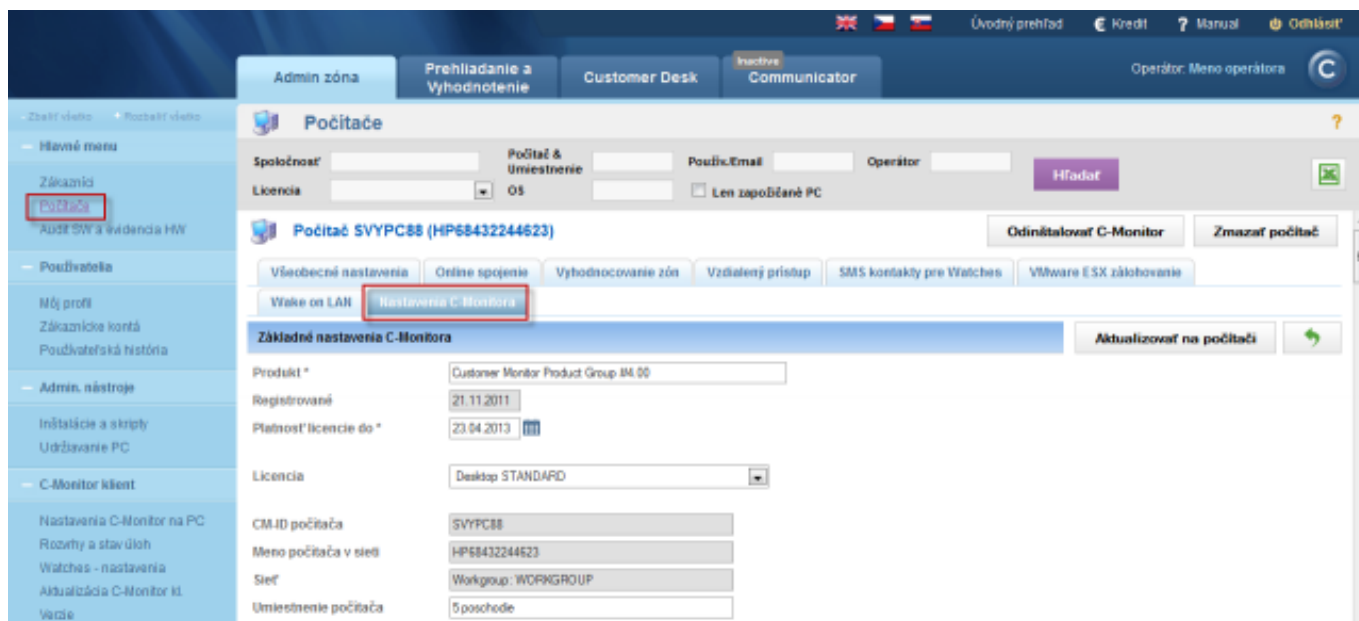 Úvodný prehľad € Kredit ? Manual Odhlásiť
Admin zóna
Prehliadanie a
Vyhodnotenie
Customer Desk
Inactive
Communicator
Operátor: Meno operátora
- Zbaliť všetko + Rozbaliť všetko
Hlavné menu
Zákazníci
Počítače
Audit SW a evidencia HW
Používatelia
Môj profil
Zákaznícke kontá
Používateľská história
Admin. nástroje
Inštalácie a skripty
Udržiavanie PC
C-Monitor klient
Nastavenia C-Monitor na PC
Rozvrhy a stav úloh
Watches - nastavenia
Aktualizácia C-Monitor kl.
Verzie
Počítače ?
Spoločnosť
Počítač &
Umiestnenie
Použív./Email
Operátor
Hľadať
Licencia
OS
Len zapožičané PC
Počítač SVYPC88 (HP68432244623)
Odinštalovať C-Monitor
Zmazať počítač
Všeobecné nastavenia
Online spojenie
Vyhodnocovanie zón
Vzdialený prístup
SMS kontakty pre Watches
VMware ESX zálohovanie
Wake on LAN
Nastavenia C-Monitora
Základné nastavenia C-Monitora
Aktualizovať na počítači
Produkt * Customer Monitor Product Group #4.00
Registrované 21.11.2011
Platnosť licencie do * 23.04.2013
Licencia Desktop STANDARD
CM-ID počítača SVYPC88
Meno počítača v sieti HP68432244623
Sieť Workgroup: WORKGROUP
Umiestnenie počítača 5 poschodie